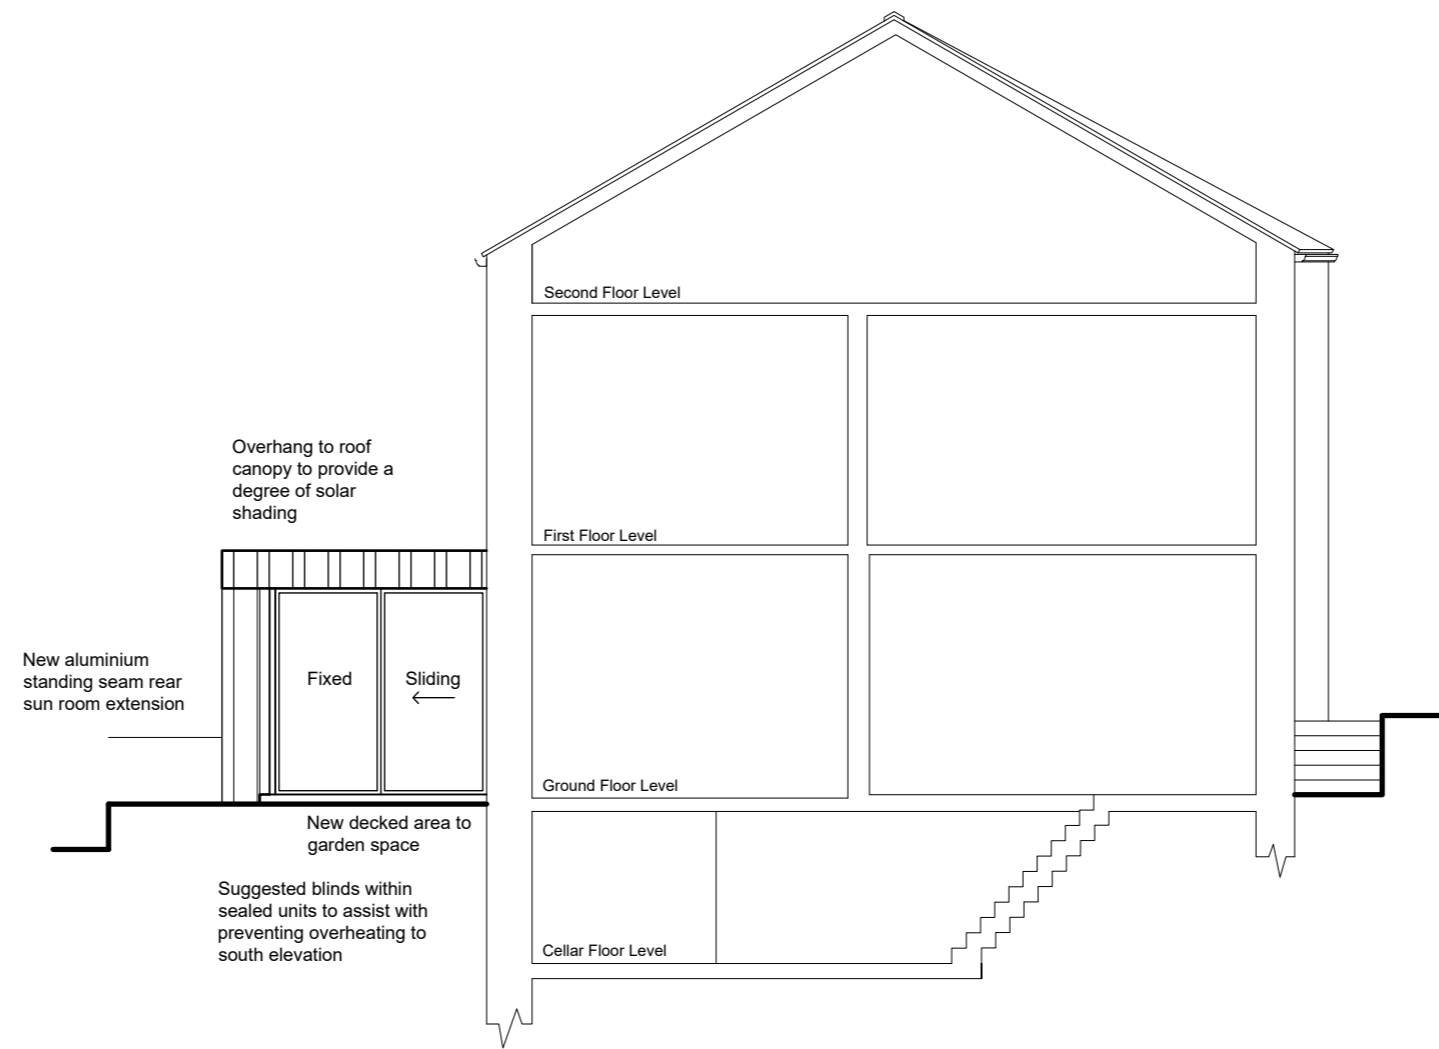 Second Floor Level
Overhang to roof
canopy to provide a
degree of solar
shading
First Floor Level
New aluminium
standing seam rear
sun room extension
Fixed
Sliding
Ground Floor Level
New decked area to
garden space
Suggested blinds within
sealed units to assist with
preventing overheating to
south elevation
Cellar Floor Level